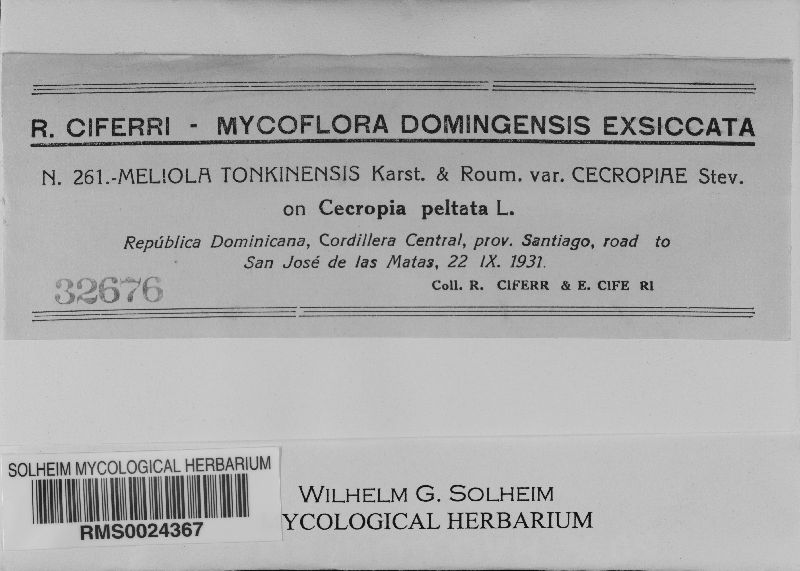 R. CIFERRI - MYCOFLORA DOMINGENSIS EXSICCATA
N. 261.-MELIOLA TONKINENSIS Karst. & Roum. var. CECROPIAE Stev.
on Cecropia peltata L.
República Dominicana, Cordillera Central, prov. Santiago, road to
San José de las Matas, 22 IX. 1931.
Coll. R. CIFERR & E. CIFE RI
32676
SOLHEIM MYCOLOGICAL HERBARIUM
RMS0024367
WILHELM G. SOLHEIM
YCOLOGICAL HERBARIUM